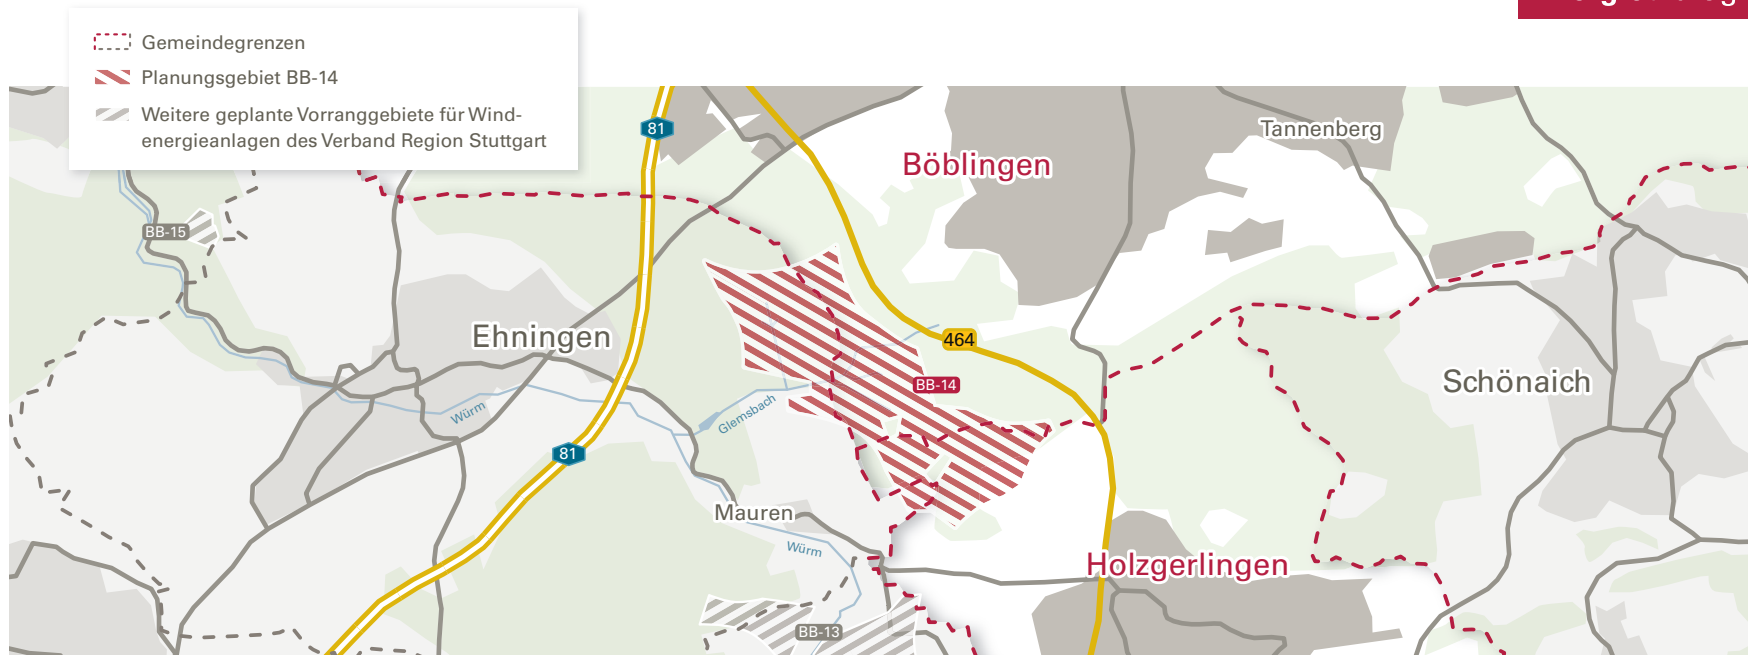 Gemeindegrenzen
Planungsgebiet BB-14
Weitere geplante Vorranggebiete für Wind-
energieanlagen des Verband Region Stuttgart
81
Tannenberg
Böblingen
BB-15
Ehningen
464
BB-14
Schönaich
Würm
Glemsbach
81
Mauren
Würm
Holzgerlingen
BB-13